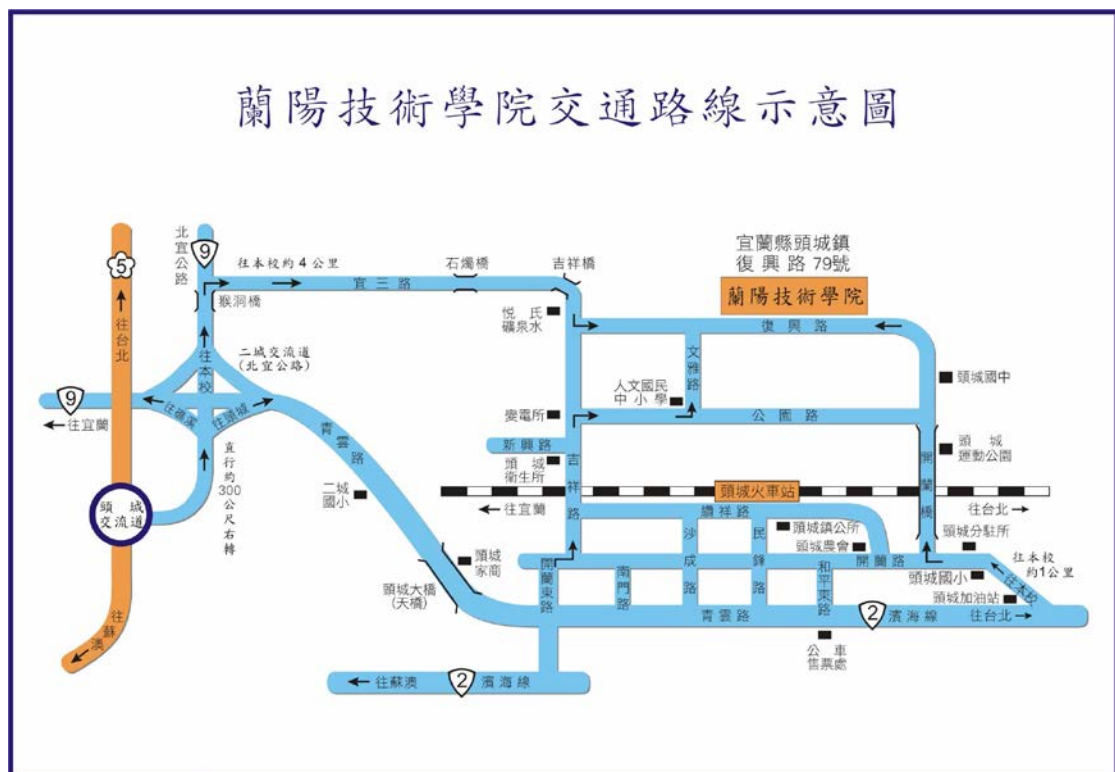 蘭陽技術學院交通路線示意圖
北宜公路
9
5
往台北
往本校約4公里
宜三路
石燭橋
吉祥橋
猴洞橋
宜蘭縣頭城鎮
復興路79號
蘭陽技術學院
悅氏
礦泉水
復興路
文雅路
二城交流道
(北宜公路)
往本校
頭城國中
人文國民
中小學
9
往宜蘭
往礁溪
往頭城
青雲路
變電所
公園路
新興路
頭城
衛生所
吉祥路
頭城
運動公園
開蘭橋
直行約300公尺右轉
二城
國小
頭城
交流道
頭城火車站
往宜蘭
往台北
纘祥路
沙成路
民鋒路
頭城鎮公所
頭城農會
頭城分駐所
頭城
家商
頭城大橋
(天橋)
開蘭東路
南門路
和平東路
開蘭路
頭城國小
往本校
約1公里
往本校
頭城加油站
青雲路
2
濱海線
往台北
往蘇澳
公車
售票處
往蘇澳
2
濱海線